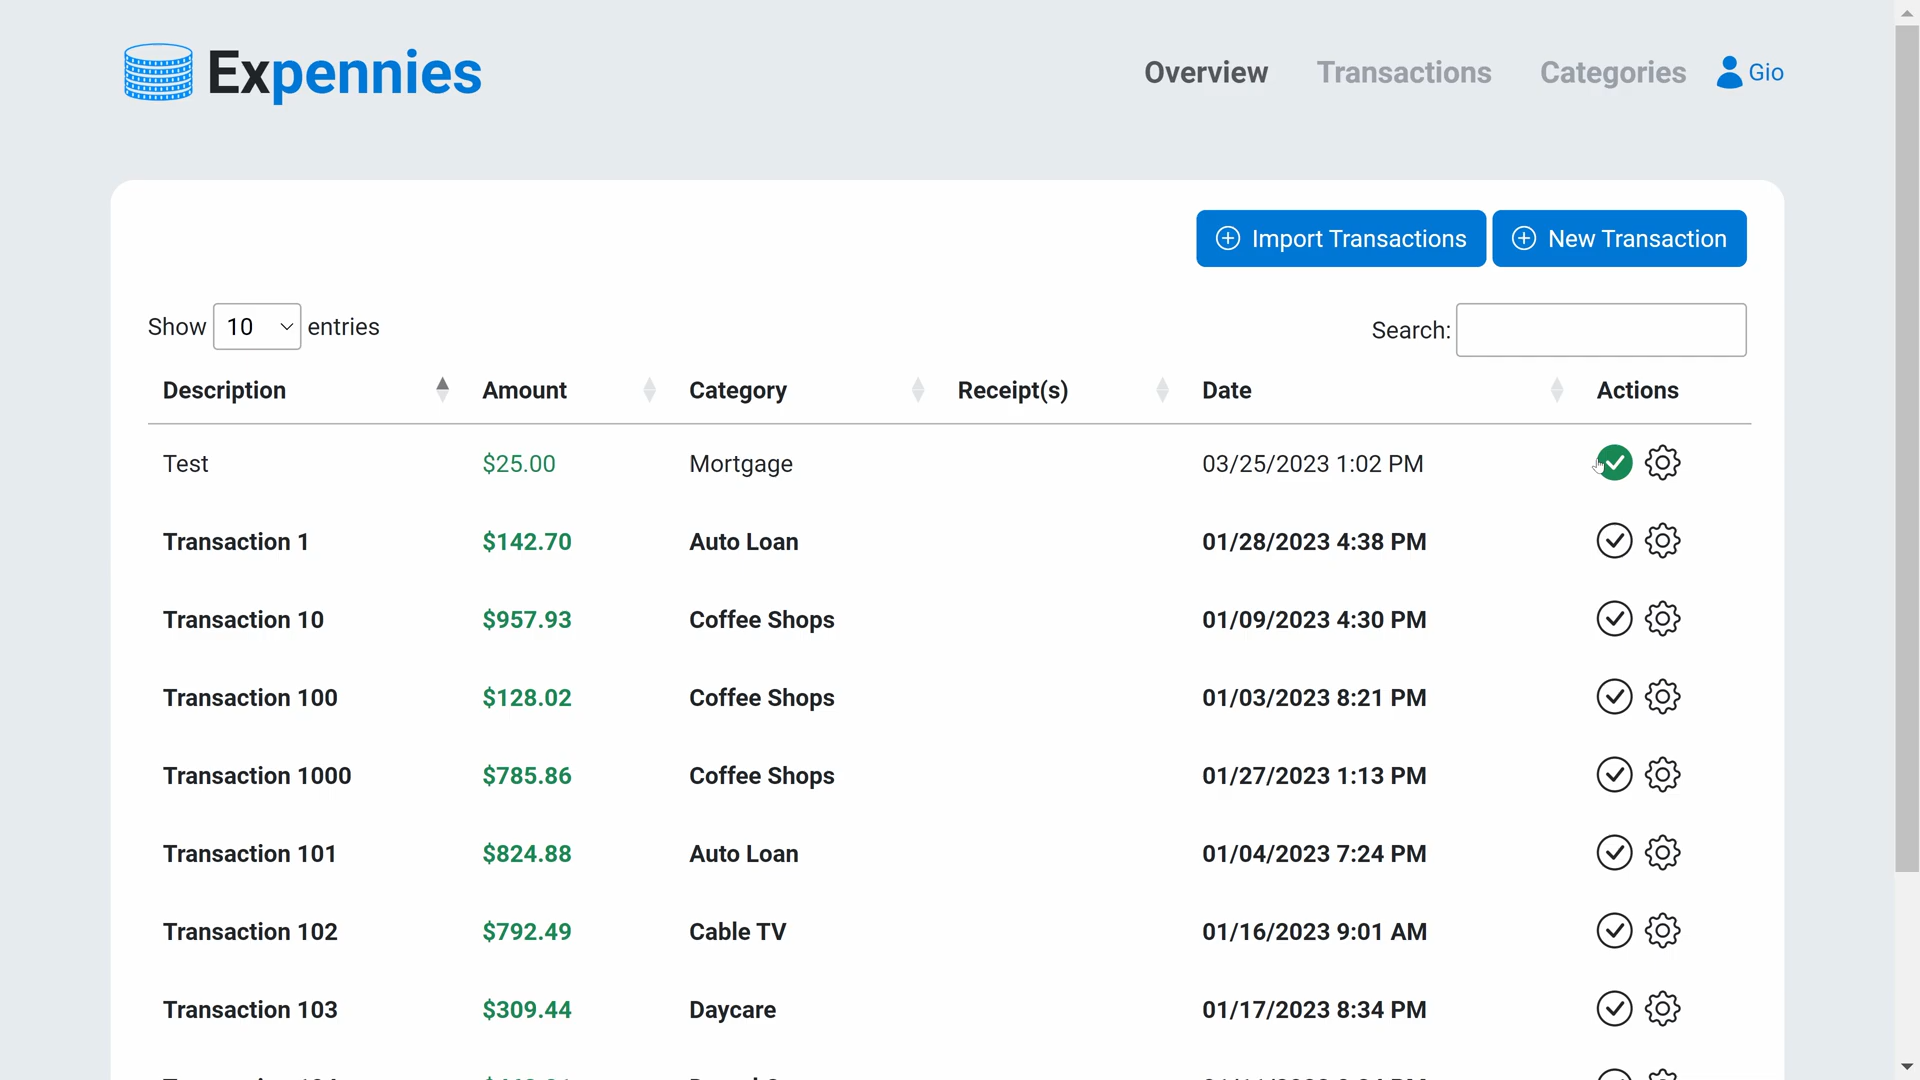 Expennies
Overview Transactions Categories Gio
Import Transactions New Transaction
Show 10 entries Search:
Description Amount Category Receipt(s) Date Actions
Test $25.00 Mortgage 03/25/2023 1:02 PM
Transaction 1 $142.70 Auto Loan 01/28/2023 4:38 PM
Transaction 10 $957.93 Coffee Shops 01/09/2023 4:30 PM
Transaction 100 $128.02 Coffee Shops 01/03/2023 8:21 PM
Transaction 1000 $785.86 Coffee Shops 01/27/2023 1:13 PM
Transaction 101 $824.88 Auto Loan 01/04/2023 7:24 PM
Transaction 102 $792.49 Cable TV 01/16/2023 9:01 AM
Transaction 103 $309.44 Daycare 01/17/2023 8:34 PM